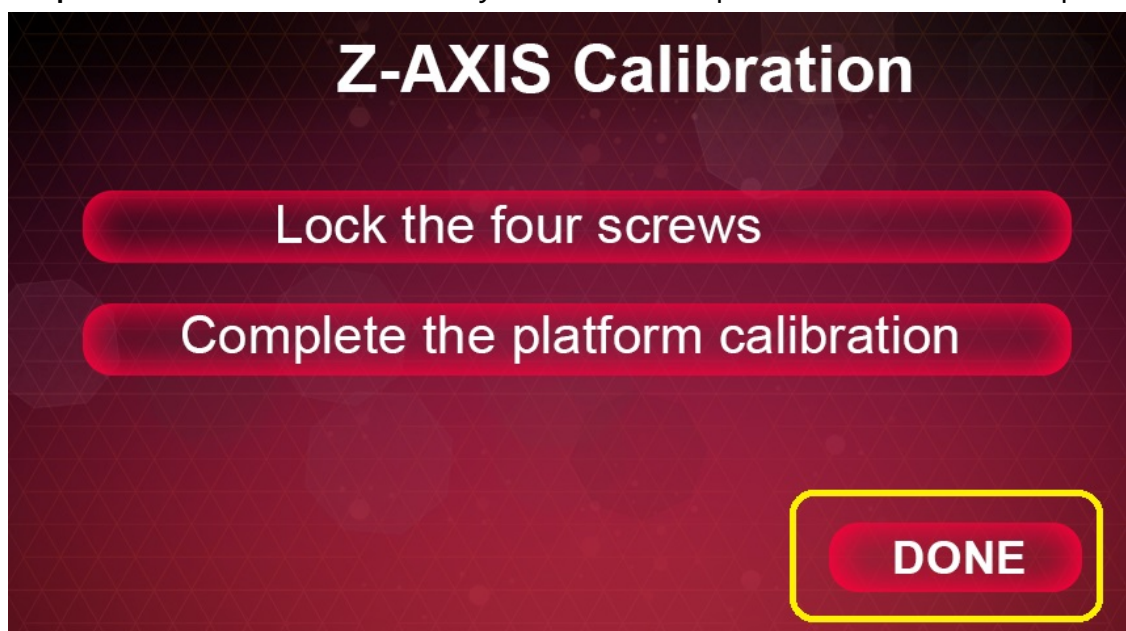 Z-AXIS Calibration
Lock the four screws
Complete the platform calibration
DONE